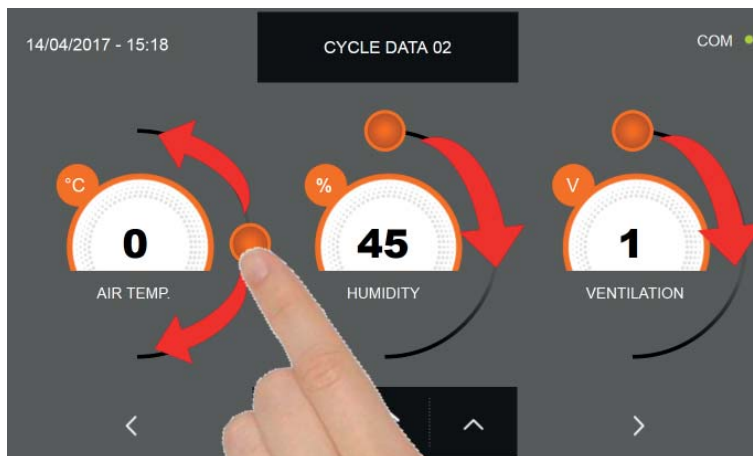 14/04/2017 - 15:18
CYCLE DATA 02
COM
°C
%
V
0
45
1
AIR TEMP.
HUMIDITY
VENTILATION